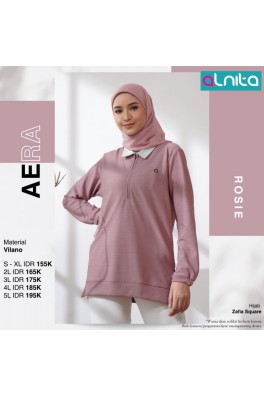 alnita
AERA
ROSIE
Material
Vilano
S - XL IDR 155K
2L IDR 165K
3L IDR 175K
4L IDR 185K
5L IDR 195K
Hijab
Zafia Square